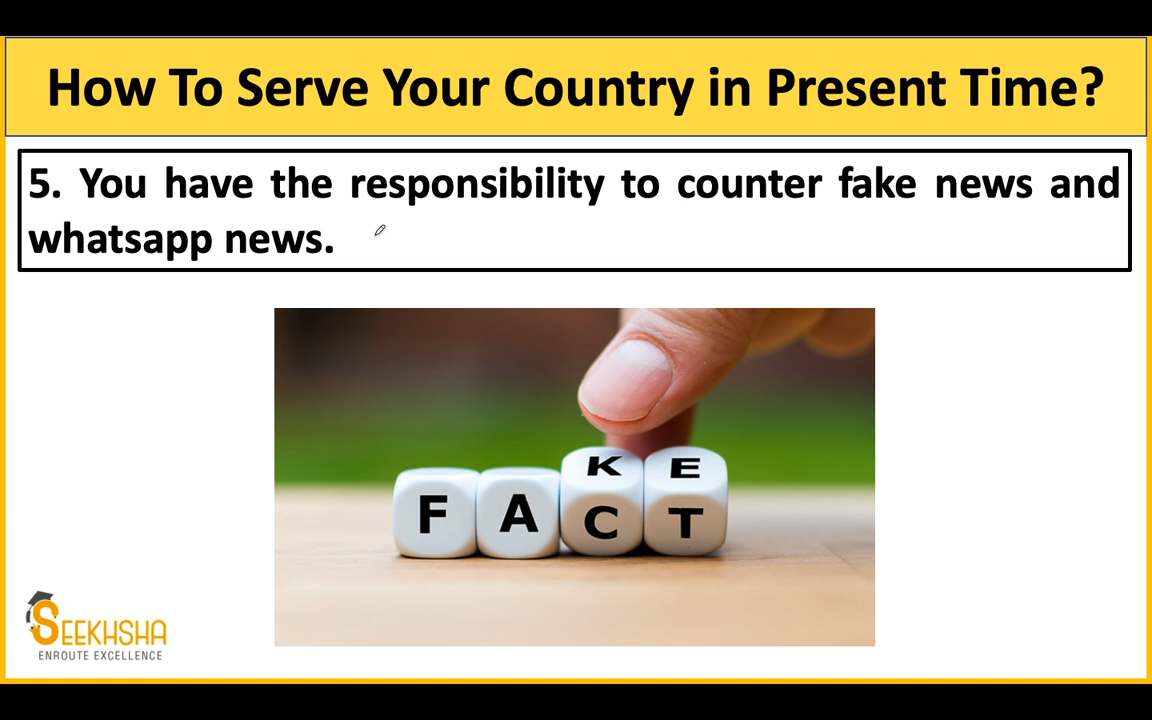 How To Serve Your Country in Present Time?
5. You have the responsibility to counter fake news and
whatsapp news.
K E
F A C T
SEEKHSHA
ENROUTE EXCELLENCE